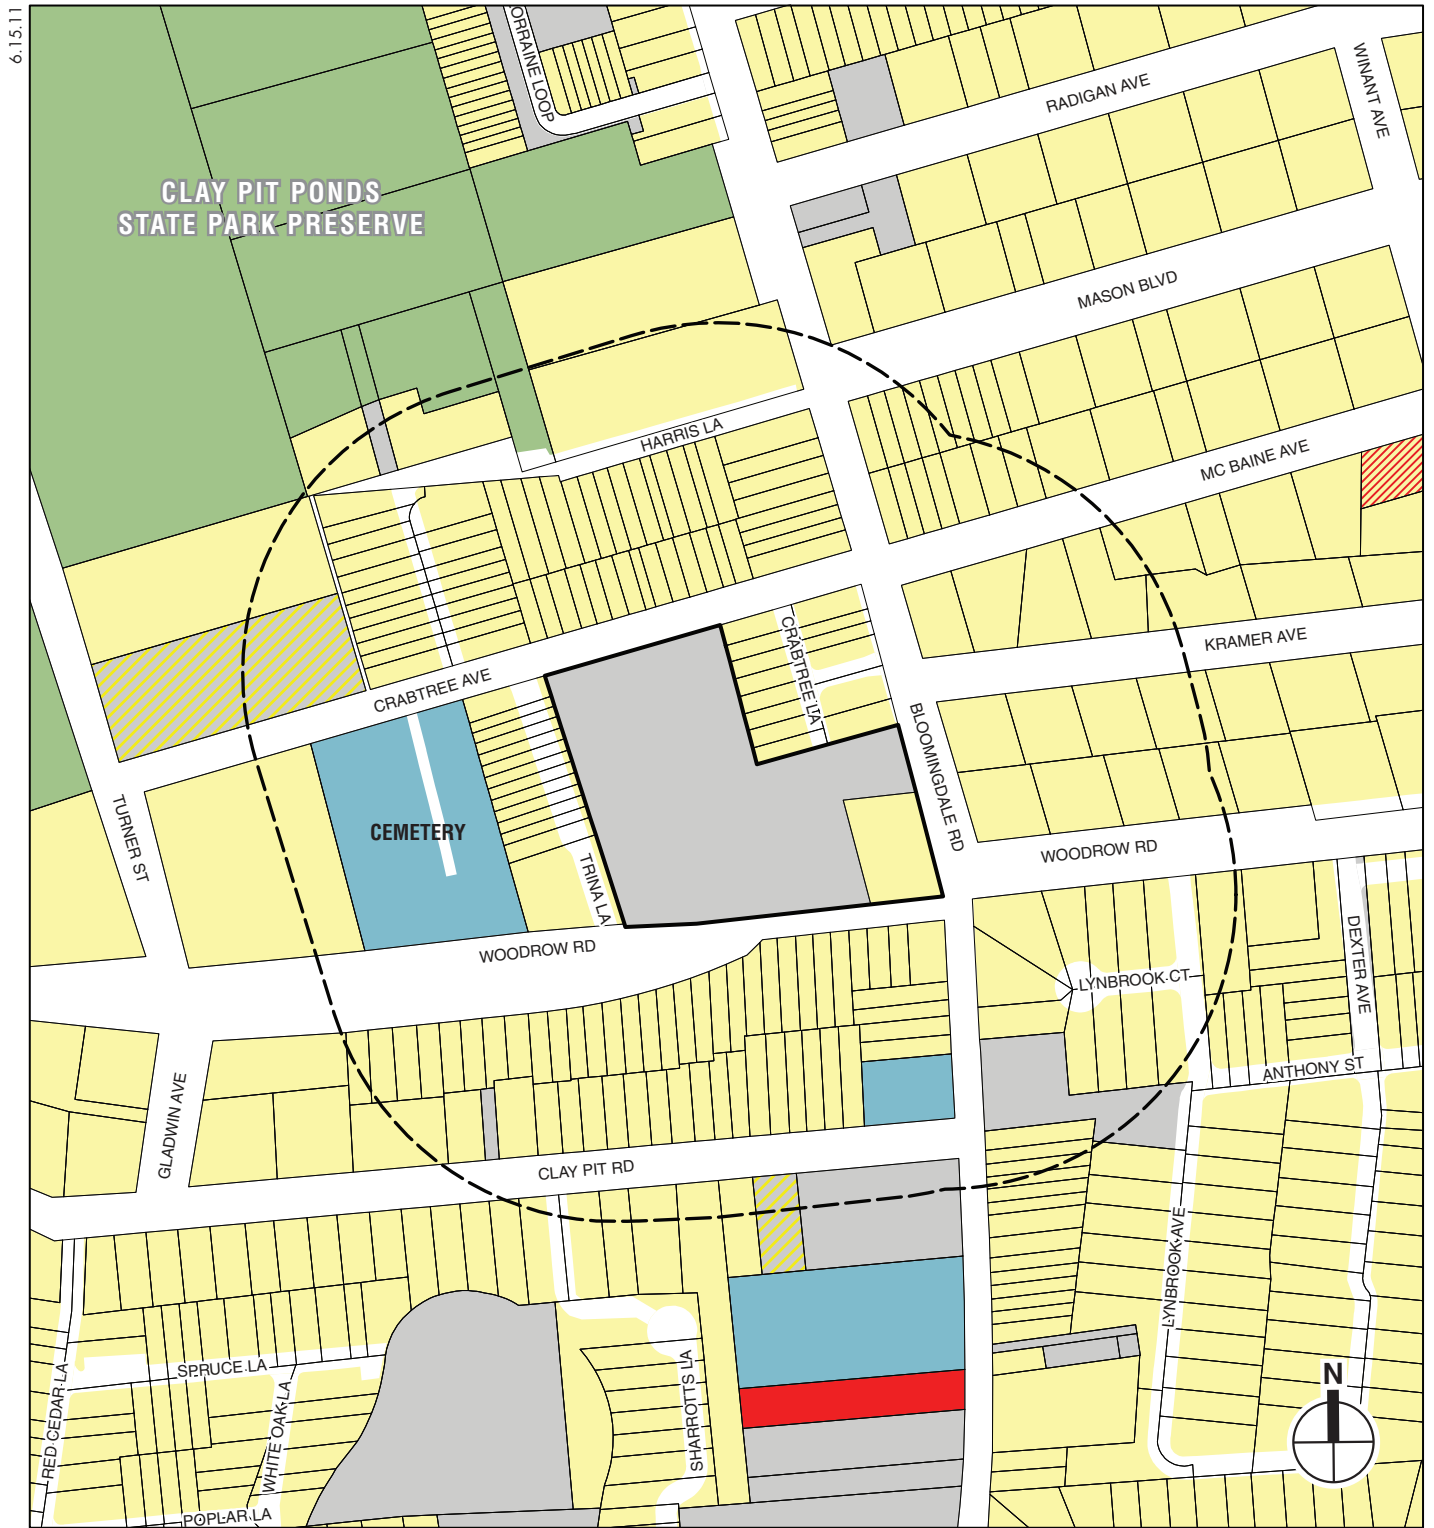 6.15.11
ORRAINE LOOP
WINANT AVE
RADIGAN AVE
CLAY PIT PONDS
STATE PARK PRESERVE
MASON BLVD
HARRIS LA
MC BAINE AVE
KRAMER AVE
CRABTREE AVE
CRABTREE LA
BLOOMINGDALE RD
TURNER ST
CEMETERY
TRINA LA
WOODROW RD
WOODROW RD
DEXTER AVE
LYNBROOK CT
ANTHONY ST
GLADWIN AVE
CLAY PIT RD
LYNBROOK AVE
SPRUCE LA
RED CEDAR LA
WHITE OAK LA
SHARROTTS LA
POPLAR LA
N